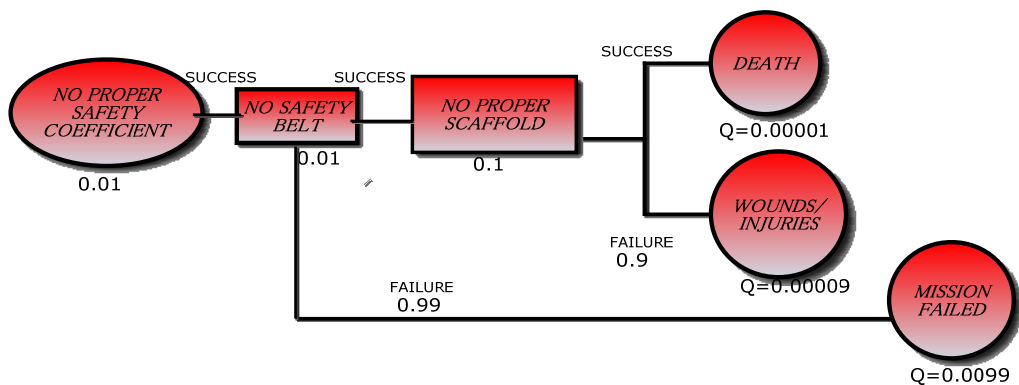 NO PROPER
SAFETY
COEFFICIENT
0.01
SUCCESS
NO SAFETY
BELT
0.01
SUCCESS
NO PROPER
SCAFFOLD
0.1
SUCCESS
DEATH
Q=0.00001
WOUNDS/
INJURIES
Q=0.00009
FAILURE
0.9
FAILURE
0.99
MISSION
FAILED
Q=0.0099